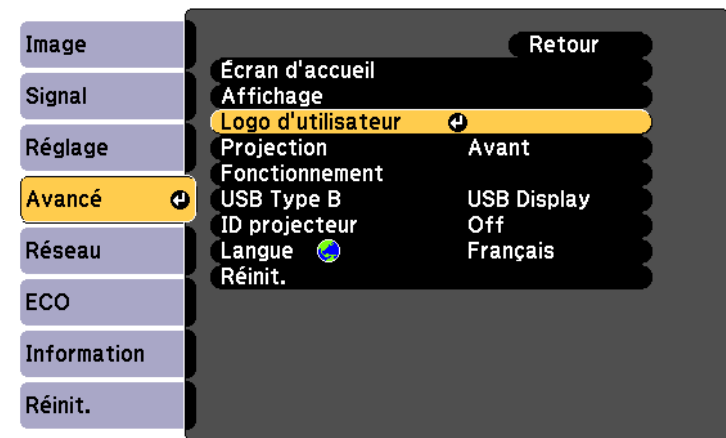 Image
Signal
Réglage
Avancé
Réseau
ECO
Information
Réinit.
Retour
Écran d'accueil
Affichage
Logo d'utilisateur
Projection Avant
Fonctionnement
USB Type B USB Display
ID projecteur Off
Langue Français
Réinit.